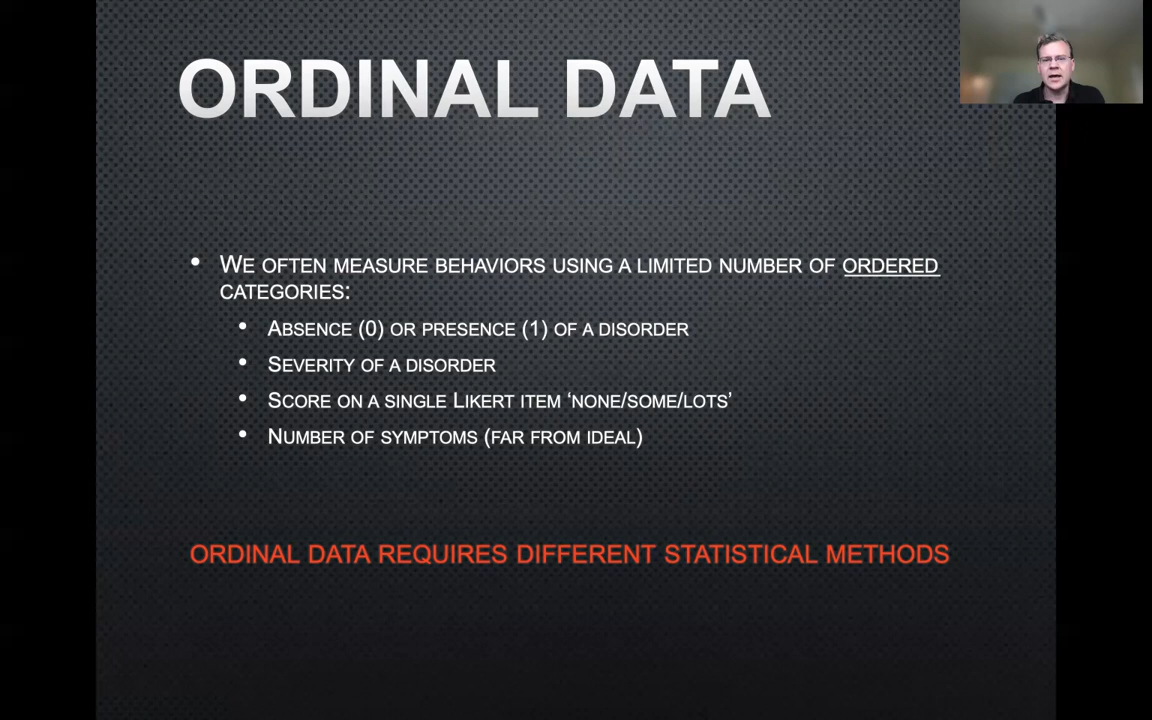 ORDINAL DATA
• WE OFTEN MEASURE BEHAVIORS USING A LIMITED NUMBER OF ORDERED
CATEGORIES:
• ABSENCE (0) OR PRESENCE (1) OF A DISORDER
• SEVERITY OF A DISORDER
• SCORE ON A SINGLE LIKERT ITEM ‘NONE/SOME/LOTS’
• NUMBER OF SYMPTOMS (FAR FROM IDEAL)
ORDINAL DATA REQUIRES DIFFERENT STATISTICAL METHODS